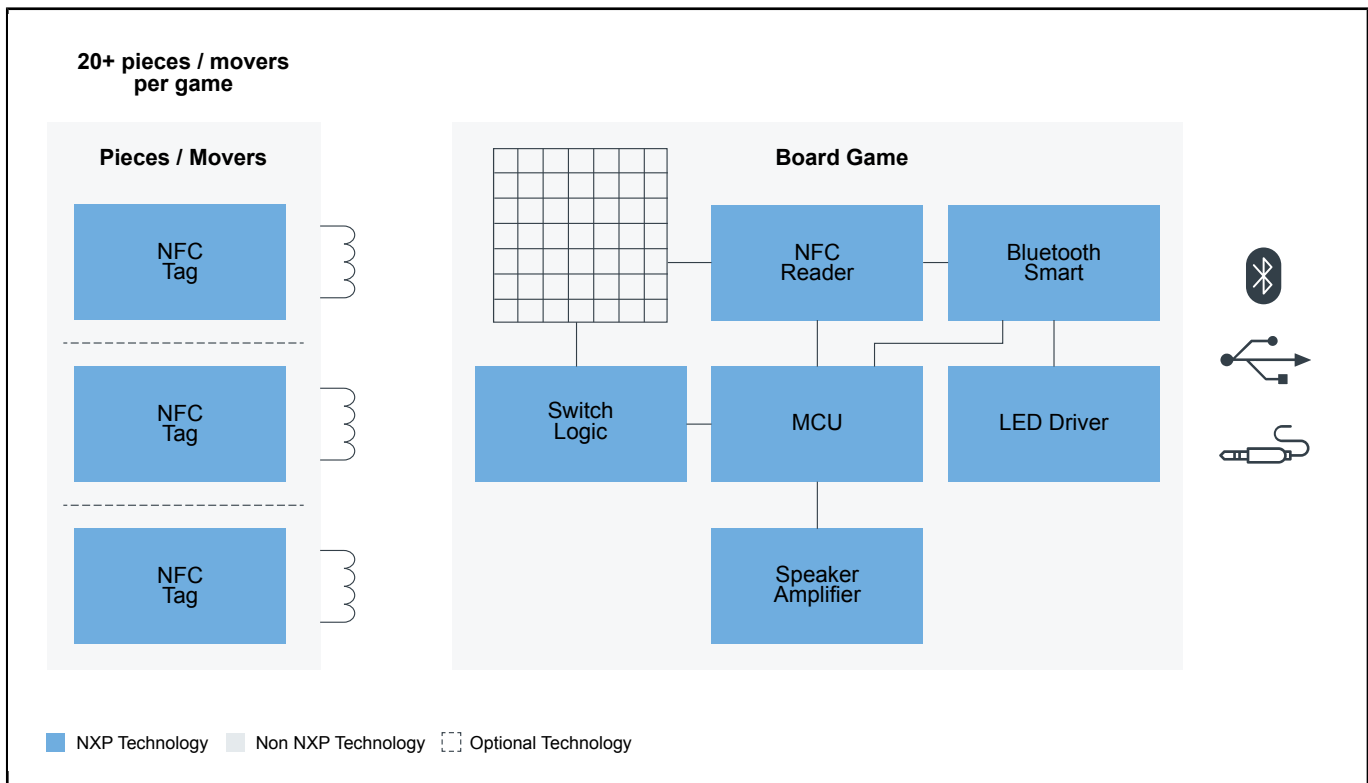 20+ pieces / movers
per game
Pieces / Movers
NFC
Tag
NFC
Tag
NFC
Tag
Board Game
NFC
Reader
Bluetooth
Smart
Switch
Logic
MCU
LED Driver
Speaker
Amplifier
NXP Technology
Non NXP Technology
Optional Technology